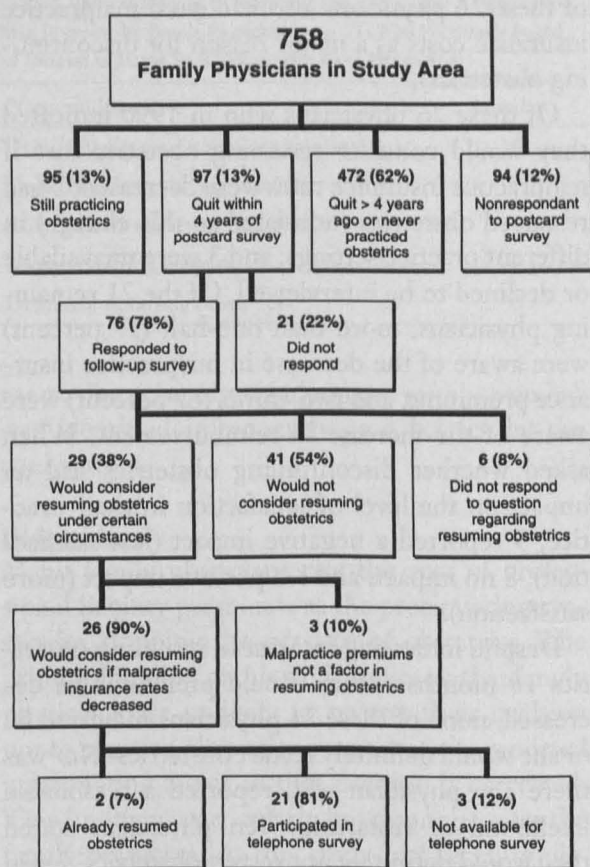 758
Family Physicians in Study Area
95 (13%)
Still practicing
obstetrics
97 (13%)
Quit within
4 years of
postcard survey
472 (62%)
Quit > 4 years
ago or never
practiced
obstetrics
94 (12%)
Nonrespondant
to postcard
survey
76 (78%)
Responded to
follow-up survey
21 (22%)
Did not
respond
29 (38%)
Would consider
resuming obstetrics
under certain
circumstances
41 (54%)
Would not
consider resuming
obstetrics
6 (8%)
Did not respond
to question
regarding
resuming obstetrics
26 (90%)
Would consider resuming
obstetrics if malpractice
insurance rates
decreased
3 (10%)
Malpractice premiums
not a factor in
resuming obstetrics
2 (7%)
Already resumed
obstetrics
21 (81%)
Participated in
telephone survey
3 (12%)
Not available for
telephone survey